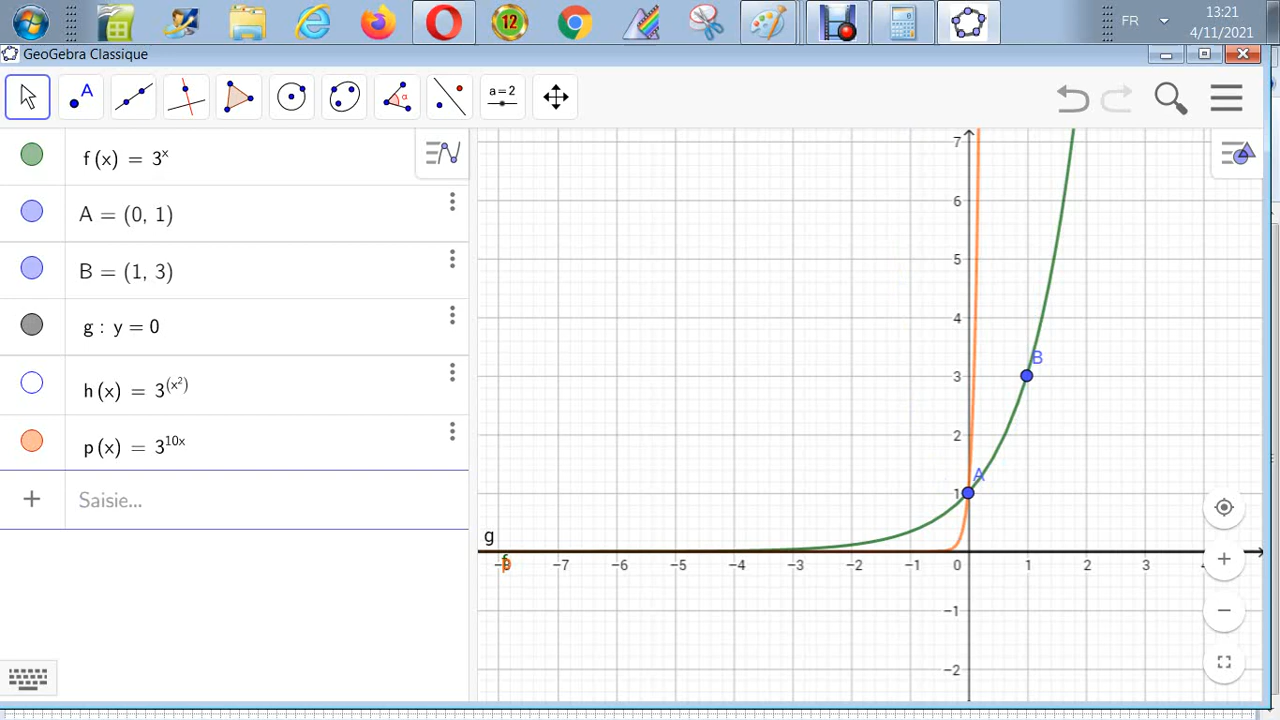 12
FR
13:21
4/11/2021
GeoGebra Classique
A
α
a=2
f (x) = 3ˣ
A = (0, 1)
B = (1, 3)
g : y = 0
h (x) = 3^(x²)
p (x) = 3^10x
Saisie...
7
6
5
4
3
2
1
−1
−2
B
A
g
f
p
−8 −7 −6 −5 −4 −3 −2 −1 0 1 2 3